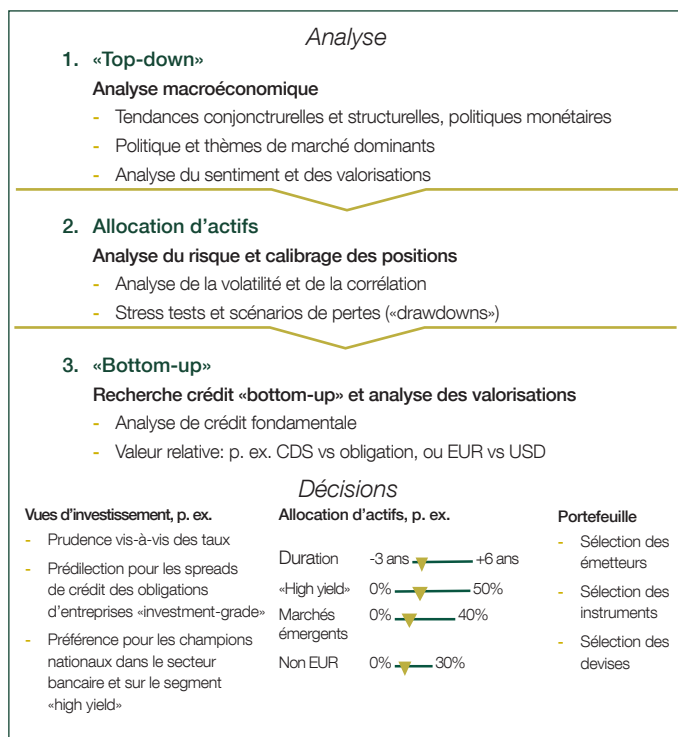 Analyse
1. «Top-down»
Analyse macroéconomique
- Tendances conjonctrurelles et structurelles, politiques monétaires
- Politique et thèmes de marché dominants
- Analyse du sentiment et des valorisations
2. Allocation d'actifs
Analyse du risque et calibrage des positions
- Analyse de la volatilité et de la corrélation
- Stress tests et scénarios de pertes («drawdowns»)
3. «Bottom-up»
Recherche crédit «bottom-up» et analyse des valorisations
- Analyse de crédit fondamentale
- Valeur relative: p. ex. CDS vs obligation, ou EUR vs USD
Décisions
Vues d'investissement, p. ex.
- Prudence vis-à-vis des taux
- Prédilection pour les spreads
de crédit des obligations
d'entreprises «investment-grade»
- Préférence pour les champions
nationaux dans le secteur
bancaire et sur le segment
«high yield»
Allocation d'actifs, p. ex.
Duration -3 ans +6 ans
«High yield» 0% 50%
Marchés 0% 40%
émergents
Non EUR 0% 30%
Portefeuille
- Sélection des
émetteurs
- Sélection des
instruments
- Sélection des
devises